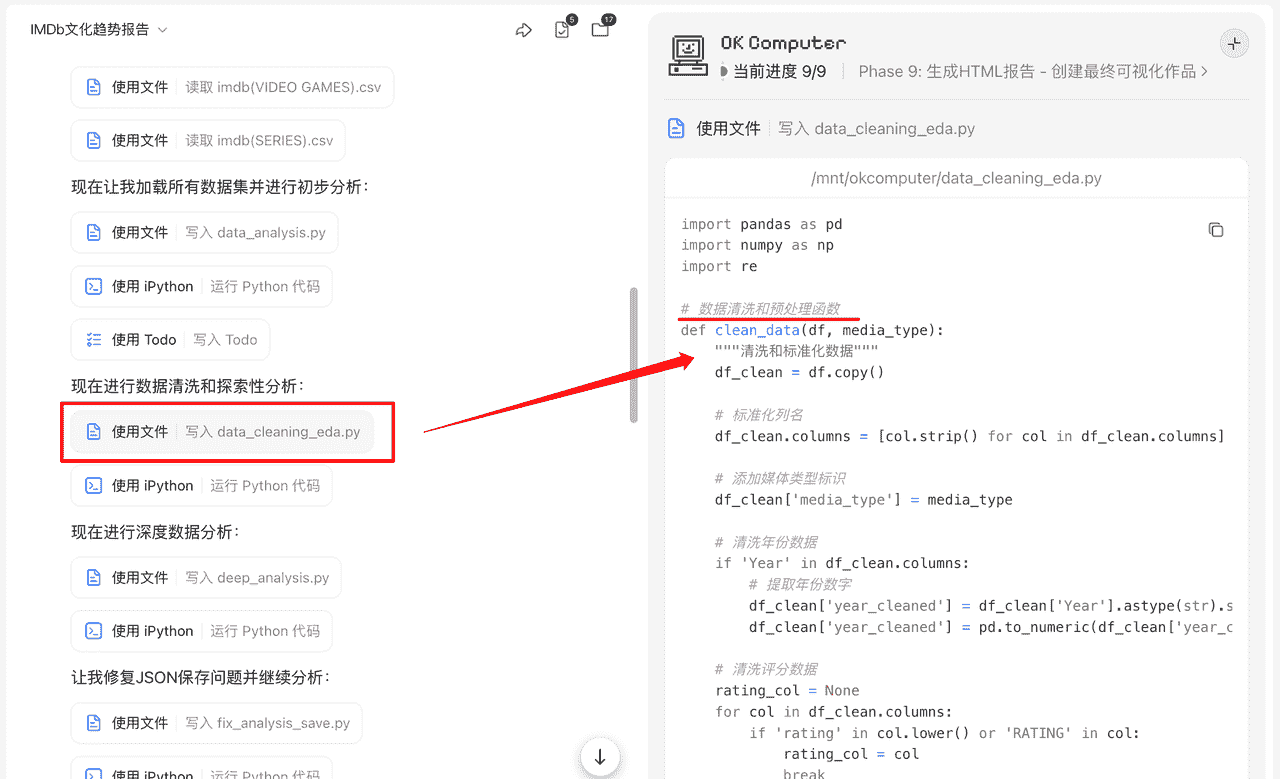 IMDb文化趋势报告
5
17
使用文件 读取 imdb(VIDEO GAMES).csv
使用文件 读取 imdb(SERIES).csv
现在让我加载所有数据集并进行初步分析：
使用文件 写入 data_analysis.py
使用 iPython 运行 Python 代码
使用 Todo 写入 Todo
现在进行数据清洗和探索性分析：
使用文件 写入 data_cleaning_eda.py
使用 iPython 运行 Python 代码
现在进行深度数据分析：
使用文件 写入 deep_analysis.py
使用 iPython 运行 Python 代码
让我修复JSON保存问题并继续分析：
使用文件 写入 fix_analysis_save.py
使用 iPython 运行 Python 代码
OK Computer
当前进度 9/9 Phase 9: 生成HTML报告 - 创建最终可视化作品
使用文件 写入 data_cleaning_eda.py
/mnt/okcomputer/data_cleaning_eda.py
import pandas as pd
import numpy as np
import re
# 数据清洗和预处理函数
def clean_data(df, media_type):
"""清洗和标准化数据"""
df_clean = df.copy()
# 标准化列名
df_clean.columns = [col.strip() for col in df_clean.columns]
# 添加媒体类型标识
df_clean['media_type'] = media_type
# 清洗年份数据
if 'Year' in df_clean.columns:
# 提取年份数字
df_clean['year_cleaned'] = df_clean['Year'].astype(str).s
df_clean['year_cleaned'] = pd.to_numeric(df_clean['year_c
# 清洗评分数据
rating_col = None
for col in df_clean.columns:
if 'rating' in col.lower() or 'RATING' in col:
rating_col = col
break